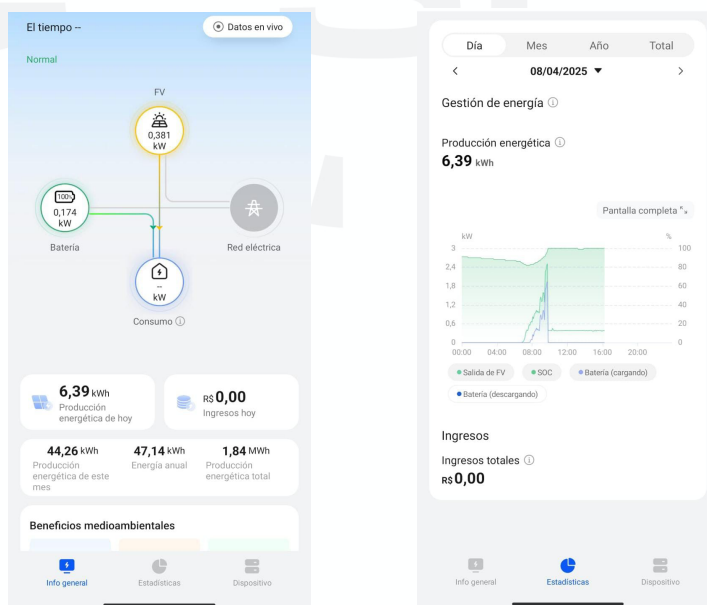 El tiempo --
Datos en vivo
Normal
FV
0,381
kW
100%
0,174
kW
Batería
Red eléctrica
--
kW
Consumo
6,39 kWh
Producción
energética de hoy
R$ 0,00
Ingresos hoy
44,26 kWh
Producción
energética de este
mes
47,14 kWh
Energía anual
1,84 MWh
Producción
energética total
Beneficios medioambientales
Info general
Estadísticas
Dispositivo
Día Mes Año Total
< 08/04/2025 ▼ >
Gestión de energía
Producción energética
6,39 kWh
Pantalla completa
kW %
3 100
2,4 80
1,8 60
1,2 40
0,6 20
0 0
00:00 04:00 08:00 12:00 16:00 20:00
Salida de FV
SOC
Batería (cargando)
Batería (descargando)
Ingresos
Ingresos totales
R$ 0,00
Info general
Estadísticas
Dispositivo